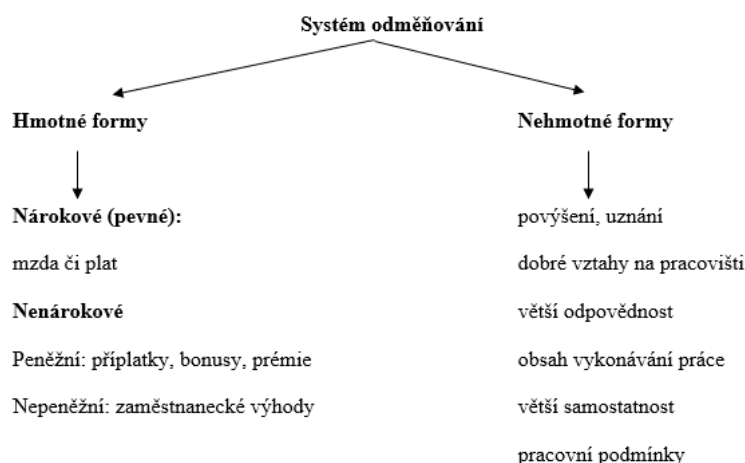 Systém odměňování
Hmotné formy
Nárokové (pevné):
mzda či plat
Nenárokové
Peněžní: příplatky, bonusy, prémie
Nepeněžní: zaměstnanecké výhody
Nehmotné formy
povýšení, uznání
dobré vztahy na pracovišti
větší odpovědnost
obsah vykonávání práce
větší samostatnost
pracovní podmínky